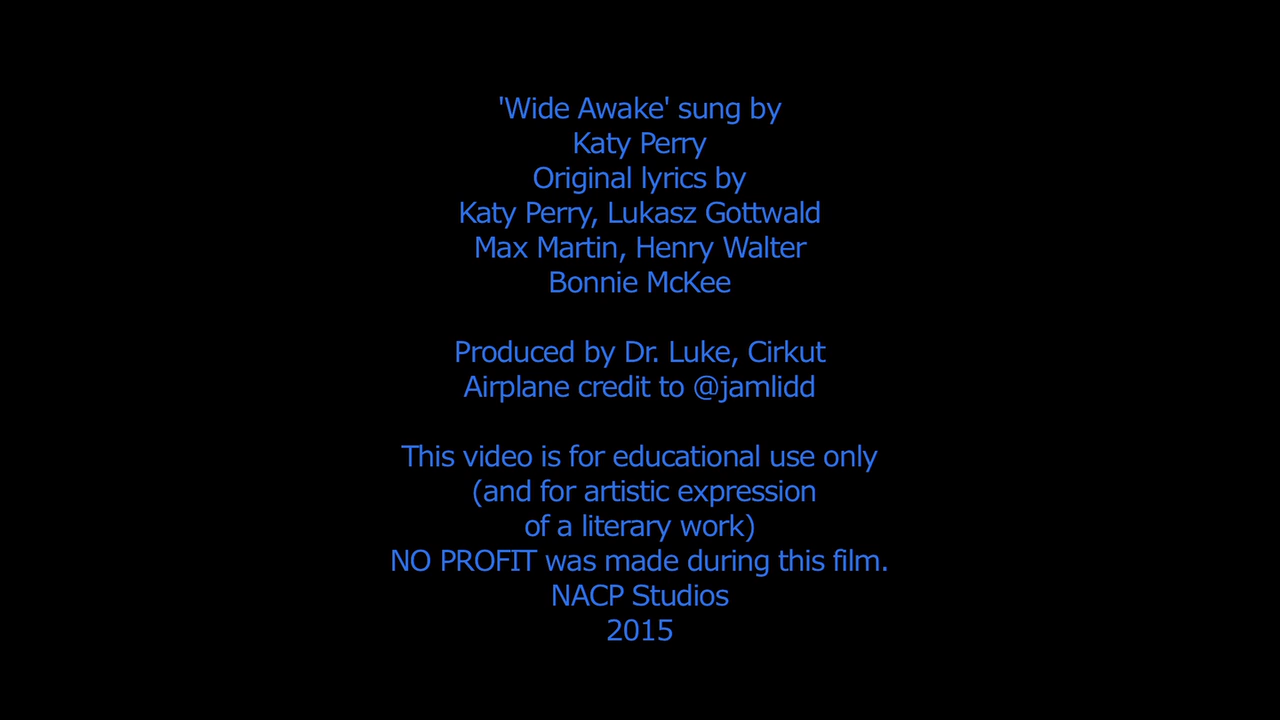 'Wide Awake' sung by
Katy Perry
Original lyrics by
Katy Perry, Lukasz Gottwald
Max Martin, Henry Walter
Bonnie McKee
Produced by Dr. Luke, Cirkut
Airplane credit to @jamlidd
This video is for educational use only
(and for artistic expression
of a literary work)
NO PROFIT was made during this film.
NACP Studios
2015